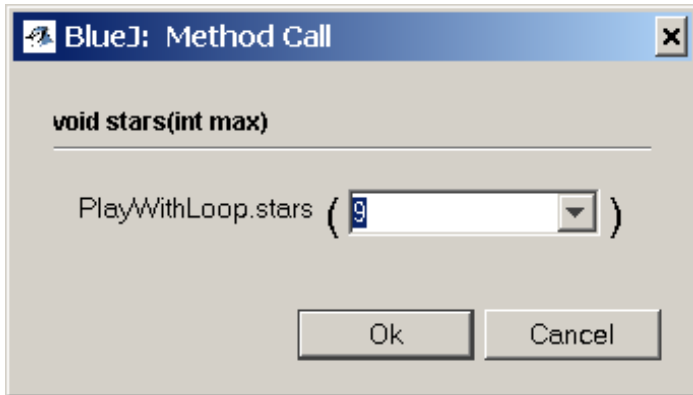 BlueJ: Method Call
void stars(int max)
PlayWithLoop.stars ( 9 )
Ok Cancel